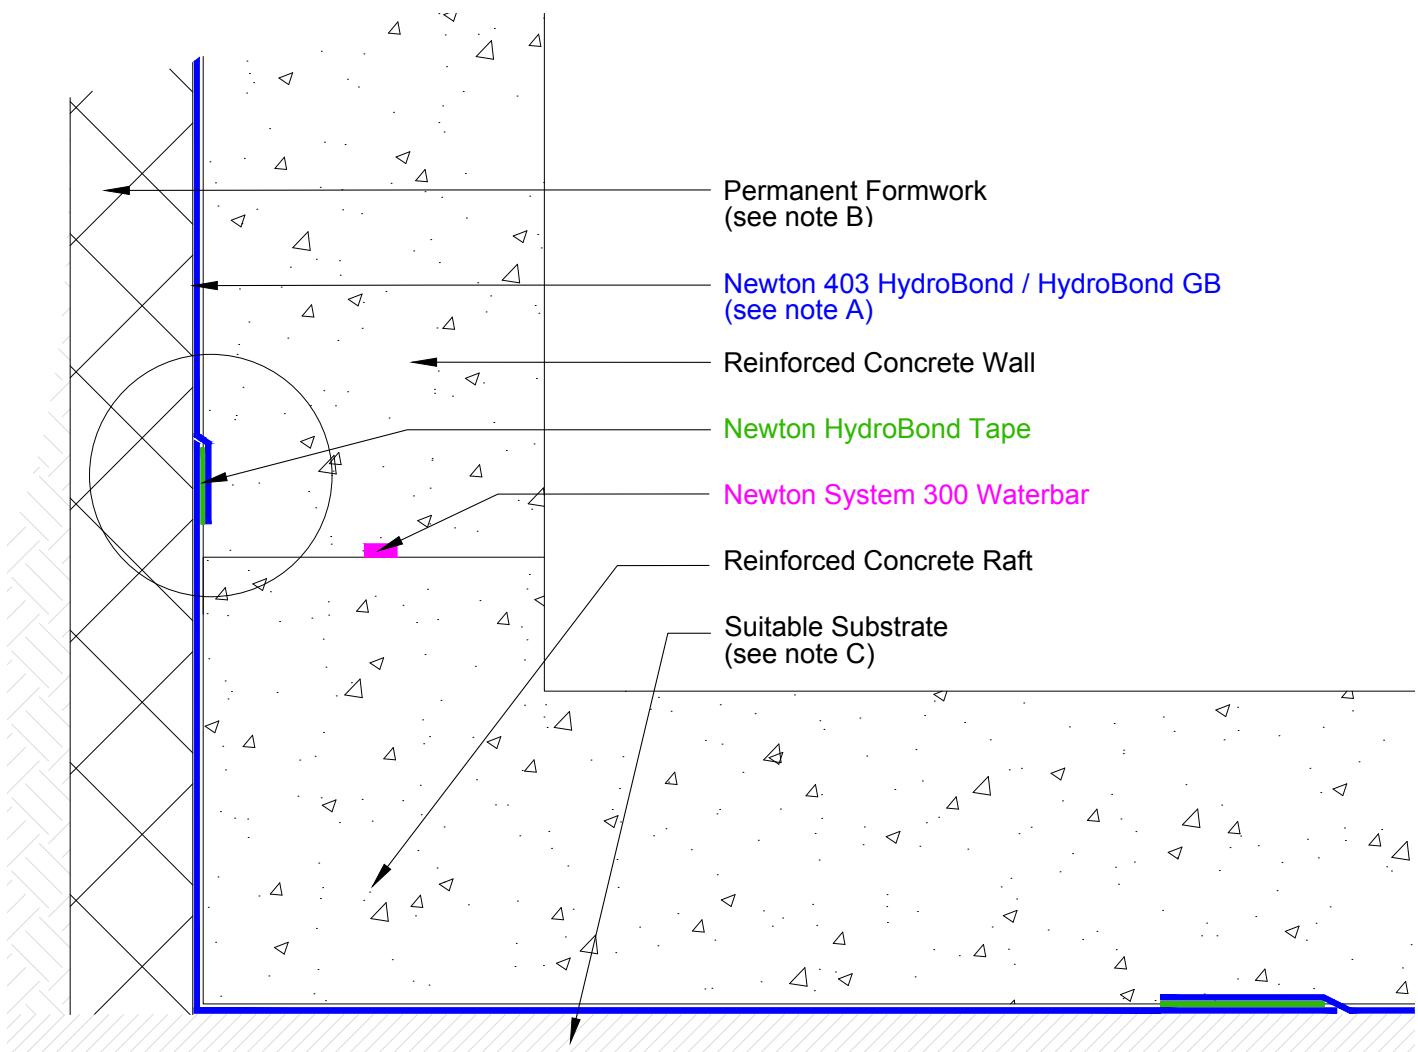 Permanent Formwork
(see note B)
Newton 403 HydroBond / HydroBond GB
(see note A)
Reinforced Concrete Wall
Newton HydroBond Tape
Newton System 300 Waterbar
Reinforced Concrete Raft
Suitable Substrate
(see note C)